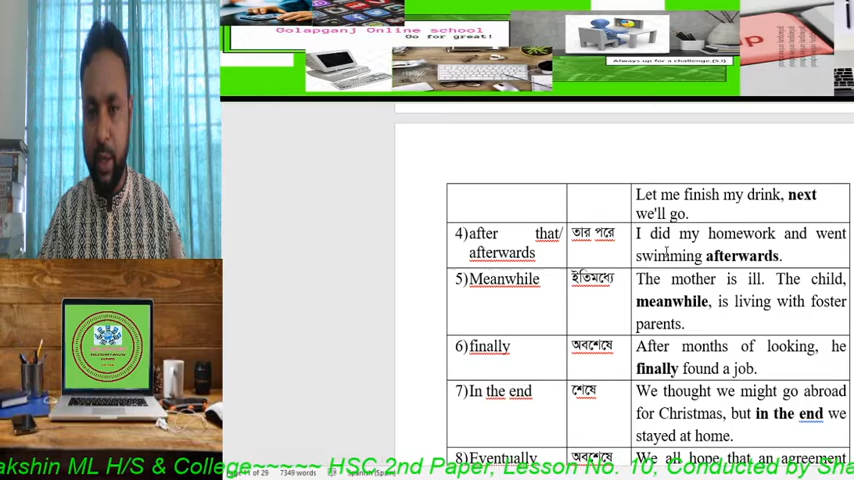 Golapganj Online school
Go for great!
Always up for a challenge.(S.I)
Let me finish my drink, next
we'll go.
4) after that/ তার পরে I did my homework and went
afterwards swimming afterwards.
5) Meanwhile ইতিমধ্যে The mother is ill. The child,
meanwhile, is living with foster
parents.
6) finally অবশেষে After months of looking, he
finally found a job.
7) In the end শেষে We thought we might go abroad
for Christmas, but in the end we
stayed at home.
8) Eventually অবশেষে We all hope that an agreement
akshin ML H/S & College~~~~~ HSC 2nd Paper, Lesson No. 10, Conducted by Sha
of 29 7349 words Spanish